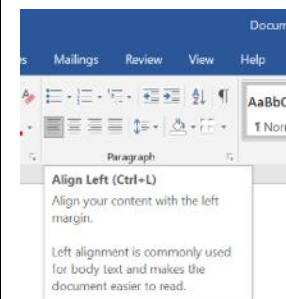 Docum
es Mailings Review View Help
AaBbC
¶ Nor
Paragraph
Align Left (Ctrl+L)
Align your content with the left
margin.
Left alignment is commonly used
for body text and makes the
document easier to read.